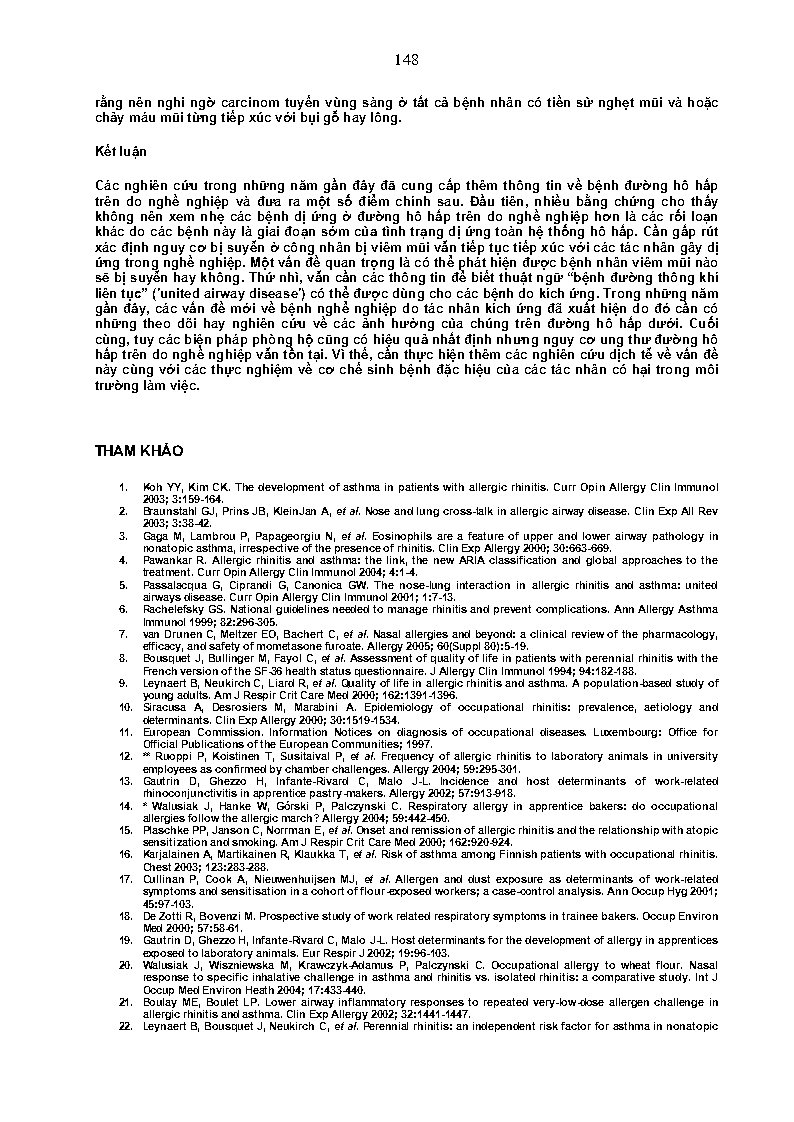 148
rằng nên nghi ngờ carcinom tuyến vùng sàng ở tất cả bệnh nhân có tiền sử nghẹt mũi và hoặc
chảy máu mũi từng tiếp xúc với bụi gỗ hay lông.
Kết luận
Các nghiên cứu trong những năm gần đây đã cung cấp thêm thông tin về bệnh đường hô hấp
trên do nghề nghiệp và đưa ra một số điểm chính sau. Đầu tiên, nhiều bằng chứng cho thấy
không nên xem nhẹ các bệnh dị ứng ở đường hô hấp trên do nghề nghiệp hơn là các rối loạn
khác do các bệnh này là giai đoạn sớm của tình trạng dị ứng toàn hệ thống hô hấp. Cần gấp rút
xác định nguy cơ bị suyễn ở công nhân bị viêm mũi vẫn tiếp tục tiếp xúc với các tác nhân gây dị
ứng trong nghề nghiệp. Một vấn đề quan trọng là có thể phát hiện được bệnh nhân viêm mũi nào
sẽ bị suyễn hay không. Thứ nhì, vẫn cần các thông tin để biết thuật ngữ “bệnh đường thông khí
liên tục” (‘united airway disease’) có thể được dùng cho các bệnh do kích ứng. Trong những năm
gần đây, các vấn đề mới về bệnh nghề nghiệp do tác nhân kích ứng đã xuất hiện do đó cần có
những theo dõi hay nghiên cứu về các ảnh hưởng của chúng trên đường hô hấp dưới. Cuối
cùng, tuy các biện pháp phòng hộ cũng có hiệu quả nhất định nhưng nguy cơ ung thư đường hô
hấp trên do nghề nghiệp vẫn tồn tại. Vì thế, cần thực hiện thêm các nghiên cứu dịch tễ về vấn đề
này cùng với các thực nghiệm về cơ chế sinh bệnh đặc hiệu của các tác nhân có hại trong môi
trường làm việc.
THAM KHẢO
1. Koh YY, Kim CK. The development of asthma in patients with allergic rhinitis. Curr Opin Allergy Clin Immunol
2003; 3:159-164.
2. Braunstahl GJ, Prins JB, KleinJan A, et al. Nose and lung cross-talk in allergic airway disease. Clin Exp All Rev
2003; 3:38-42.
3. Gaga M, Lambrou P, Papageorgiu N, et al. Eosinophils are a feature of upper and lower airway pathology in
nonatopic asthma, irrespective of the presence of rhinitis. Clin Exp Allergy 2000; 30:663-669.
4. Pawankar R. Allergic rhinitis and asthma: the link, the new ARIA classification and global approaches to the
treatment. Curr Opin Allergy Clin Immunol 2004; 4:1-4.
5. Passalacqua G, Ciprandi G, Canonica GW. The nose-lung interaction in allergic rhinitis and asthma: united
airways disease. Curr Opin Allergy Clin Immunol 2001; 1:7-13.
6. Rachelefsky GS. National guidelines needed to manage rhinitis and prevent complications. Ann Allergy Asthma
Immunol 1999; 82:296-305.
7. van Drunen C, Meltzer EO, Bachert C, et al. Nasal allergies and beyond: a clinical review of the pharmacology,
efficacy, and safety of mometasone furoate. Allergy 2005; 60(Suppl 80):5-19.
8. Bousquet J, Bullinger M, Fayol C, et al. Assessment of quality of life in patients with perennial rhinitis with the
French version of the SF-36 health status questionnaire. J Allergy Clin Immunol 1994; 94:182-188.
9. Leynaert B, Neukirch C, Liard R, et al. Quality of life in allergic rhinitis and asthma. A population-based study of
young adults. Am J Respir Crit Care Med 2000; 162:1391-1396.
10. Siracusa A, Desrosiers M, Marabini A. Epidemiology of occupational rhinitis: prevalence, aetiology and
determinants. Clin Exp Allergy 2000; 30:1519-1534.
11. European Commission. Information Notices on diagnosis of occupational diseases. Luxembourg: Office for
Official Publications of the European Communities; 1997.
12. ** Ruoppi P, Koistinen T, Susitaival P, et al. Frequency of allergic rhinitis to laboratory animals in university
employees as confirmed by chamber challenges. Allergy 2004; 59:295-301.
13. Gautrin D, Ghezzo H, Infante-Rivard C, Malo J-L. Incidence and host determinants of work-related
rhinoconjunctivitis in apprentice pastry-makers. Allergy 2002; 57:913-918.
14. * Walusiak J, Hanke W, Górski P, Palczynski C. Respiratory allergy in apprentice bakers: do occupational
allergies follow the allergic march? Allergy 2004; 59:442-450.
15. Plaschke PP, Janson C, Norrman E, et al. Onset and remission of allergic rhinitis and the relationship with atopic
sensitization and smoking. Am J Respir Crit Care Med 2000; 162:920-924.
16. Karjalainen A, Martikainen R, Klaukka T, et al. Risk of asthma among Finnish patients with occupational rhinitis.
Chest 2003; 123:283-288.
17. Cullinan P, Cook A, Nieuwenhuijsen MJ, et al. Allergen and dust exposure as determinants of work-related
symptoms and sensitisation in a cohort of flour-exposed workers; a case-control analysis. Ann Occup Hyg 2001;
45:97-103.
18. De Zotti R, Bovenzi M. Prospective study of work related respiratory symptoms in trainee bakers. Occup Environ
Med 2000; 57:58-61.
19. Gautrin D, Ghezzo H, Infante-Rivard C, Malo J-L. Host determinants for the development of allergy in apprentices
exposed to laboratory animals. Eur Respir J 2002; 19:96-103.
20. Walusiak J, Wiszniewska M, Krawczyk-Adamus P, Palczynski C. Occupational allergy to wheat flour. Nasal
response to specific inhalative challenge in asthma and rhinitis vs. isolated rhinitis: a comparative study. Int J
Occup Med Environ Heath 2004; 17:433-440.
21. Boulay ME, Boulet LP. Lower airway inflammatory responses to repeated very-low-dose allergen challenge in
allergic rhinitis and asthma. Clin Exp Allergy 2002; 32:1441-1447.
22. Leynaert B, Bousquet J, Neukirch C, et al. Perennial rhinitis: an independent risk factor for asthma in nonatopic